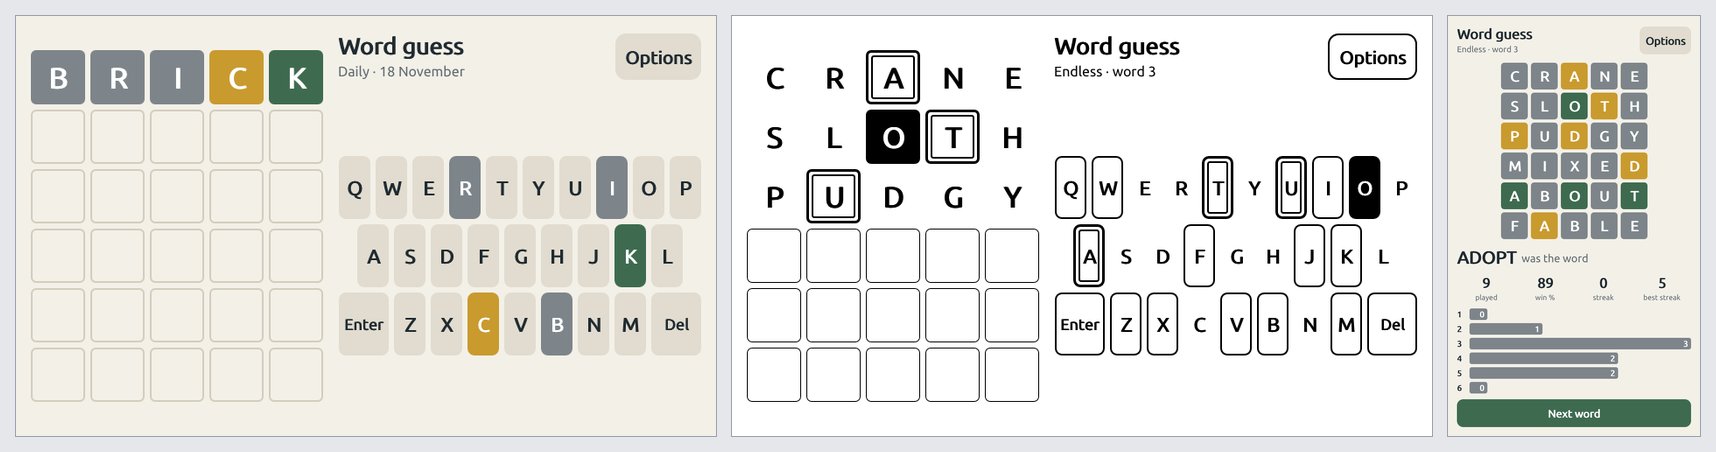 Word guess
Daily · 18 November
Options
B R I C K
Q W E R T Y U I O P
A S D F G H J K L
Enter Z X C V B N M Del
Word guess
Endless · word 3
Options
C R A N E
S L O T H
P U D G Y
Q W E R T Y U I O P
A S D F G H J K L
Enter Z X C V B N M Del
Word guess
Endless · word 3
Options
C R A N E
S L O T H
P U D G Y
M I X E D
A B O U T
F A B L E
ADOPT was the word
9 89 0 5
played win % streak best streak
1 0
2 1
3 3
4 2
5 2
6 0
Next word